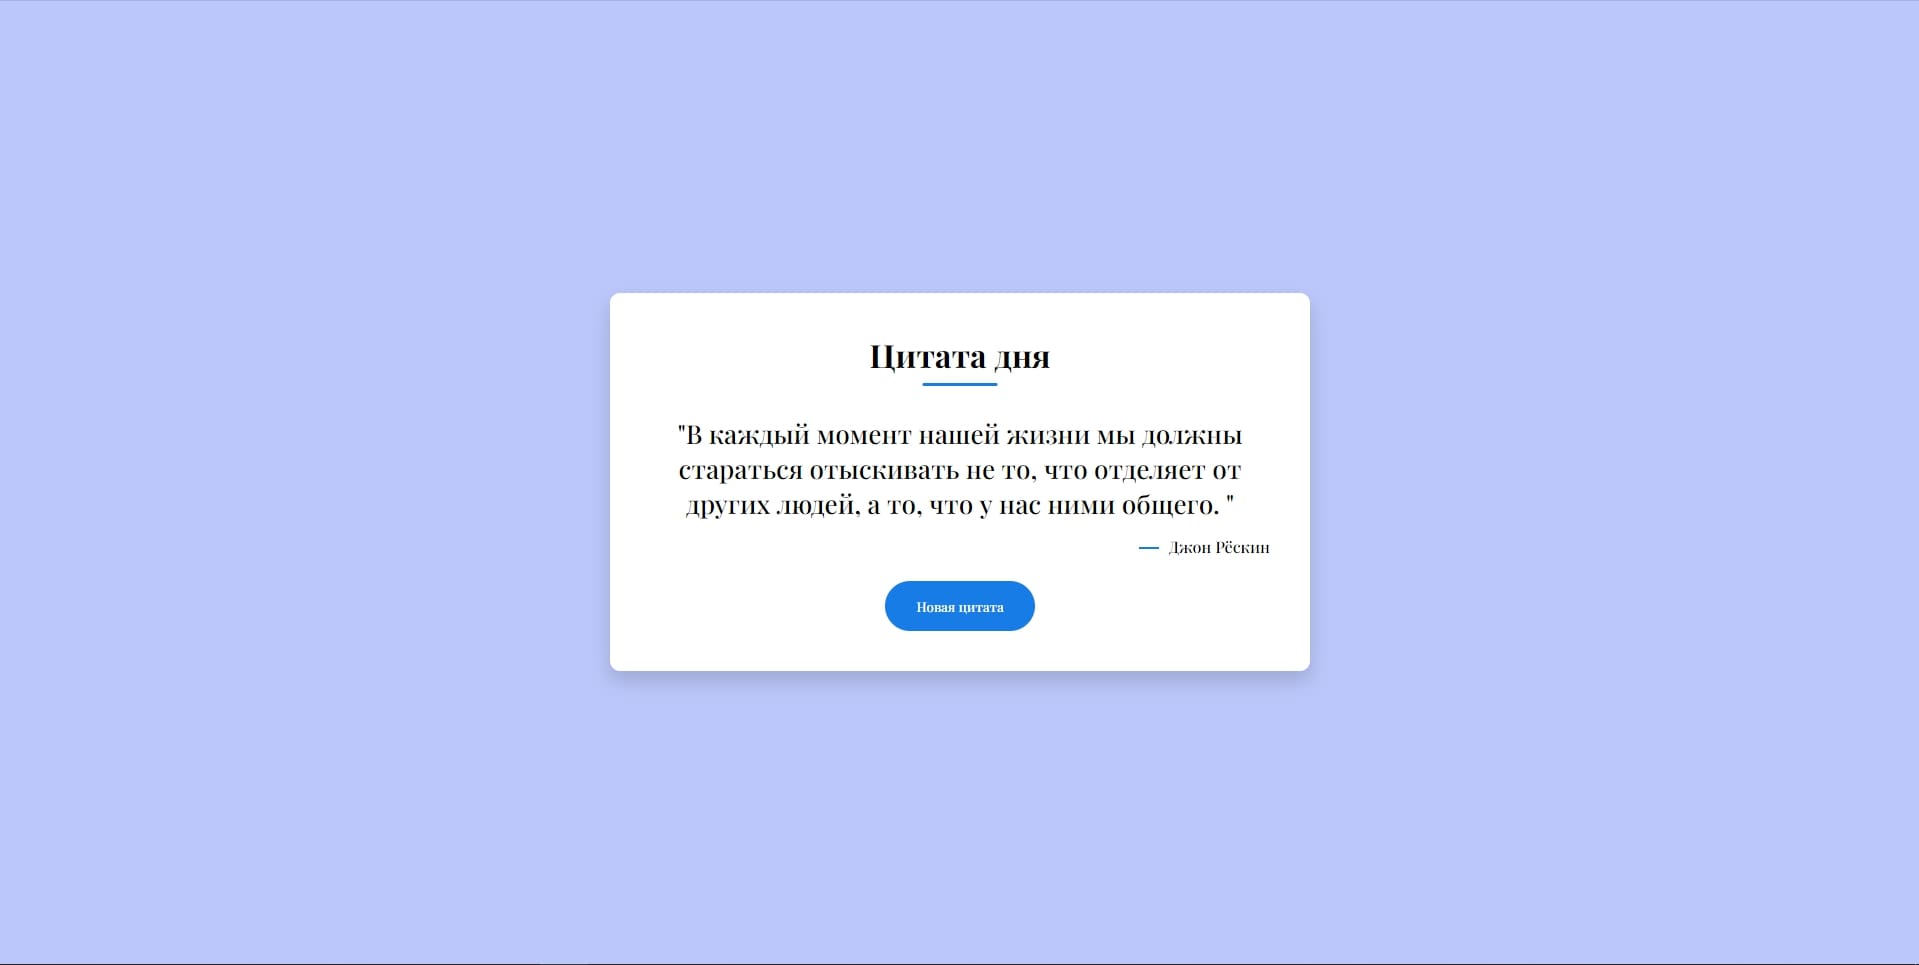 Цитата дня
"В каждый момент нашей жизни мы должны
стараться отыскивать не то, что отделяет от
других людей, а то, что у нас ними общего. "
— Джон Рёскин
Новая цитата